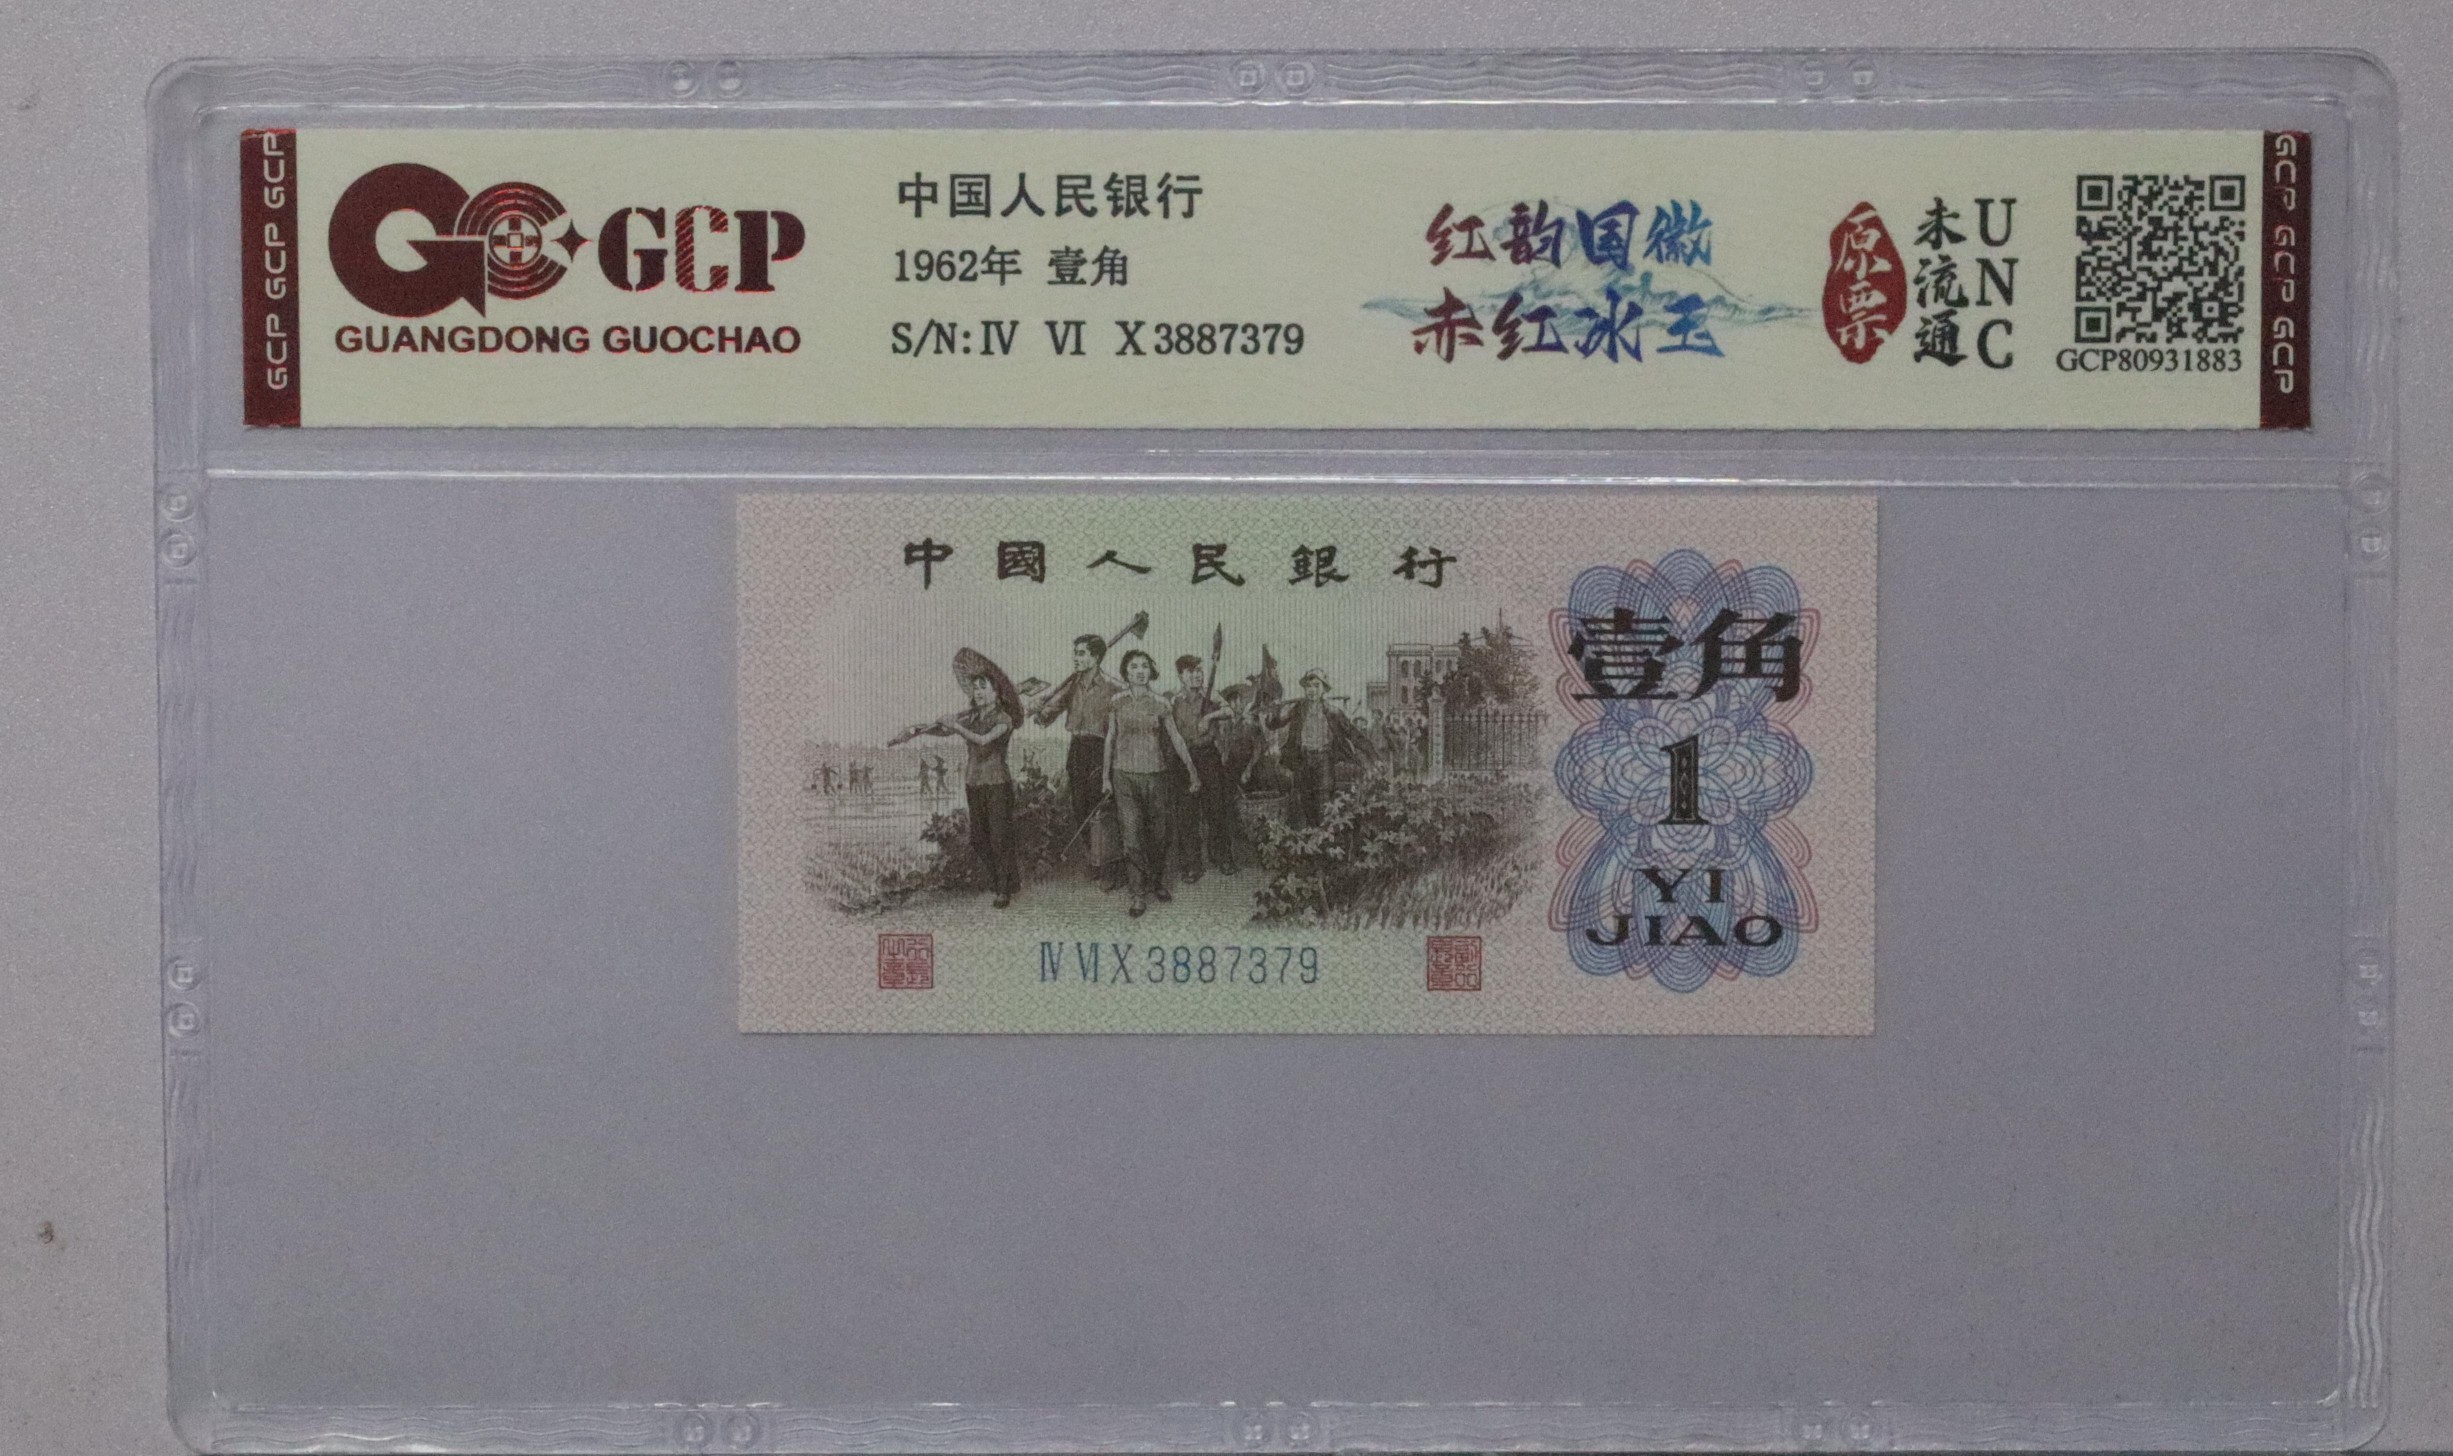 GCP GCP GCP
GCP
GUANGDONG GUOCHAO
中国人民银行
1962年 壹角
S/N: IV VI X 3887379
红韵国徽
赤红冰玉
原票
未流通
UNC
GCP80931883
GCP GCP GCP
中國人民銀行
壹角
1
YI
JIAO
IV VI X 3887379